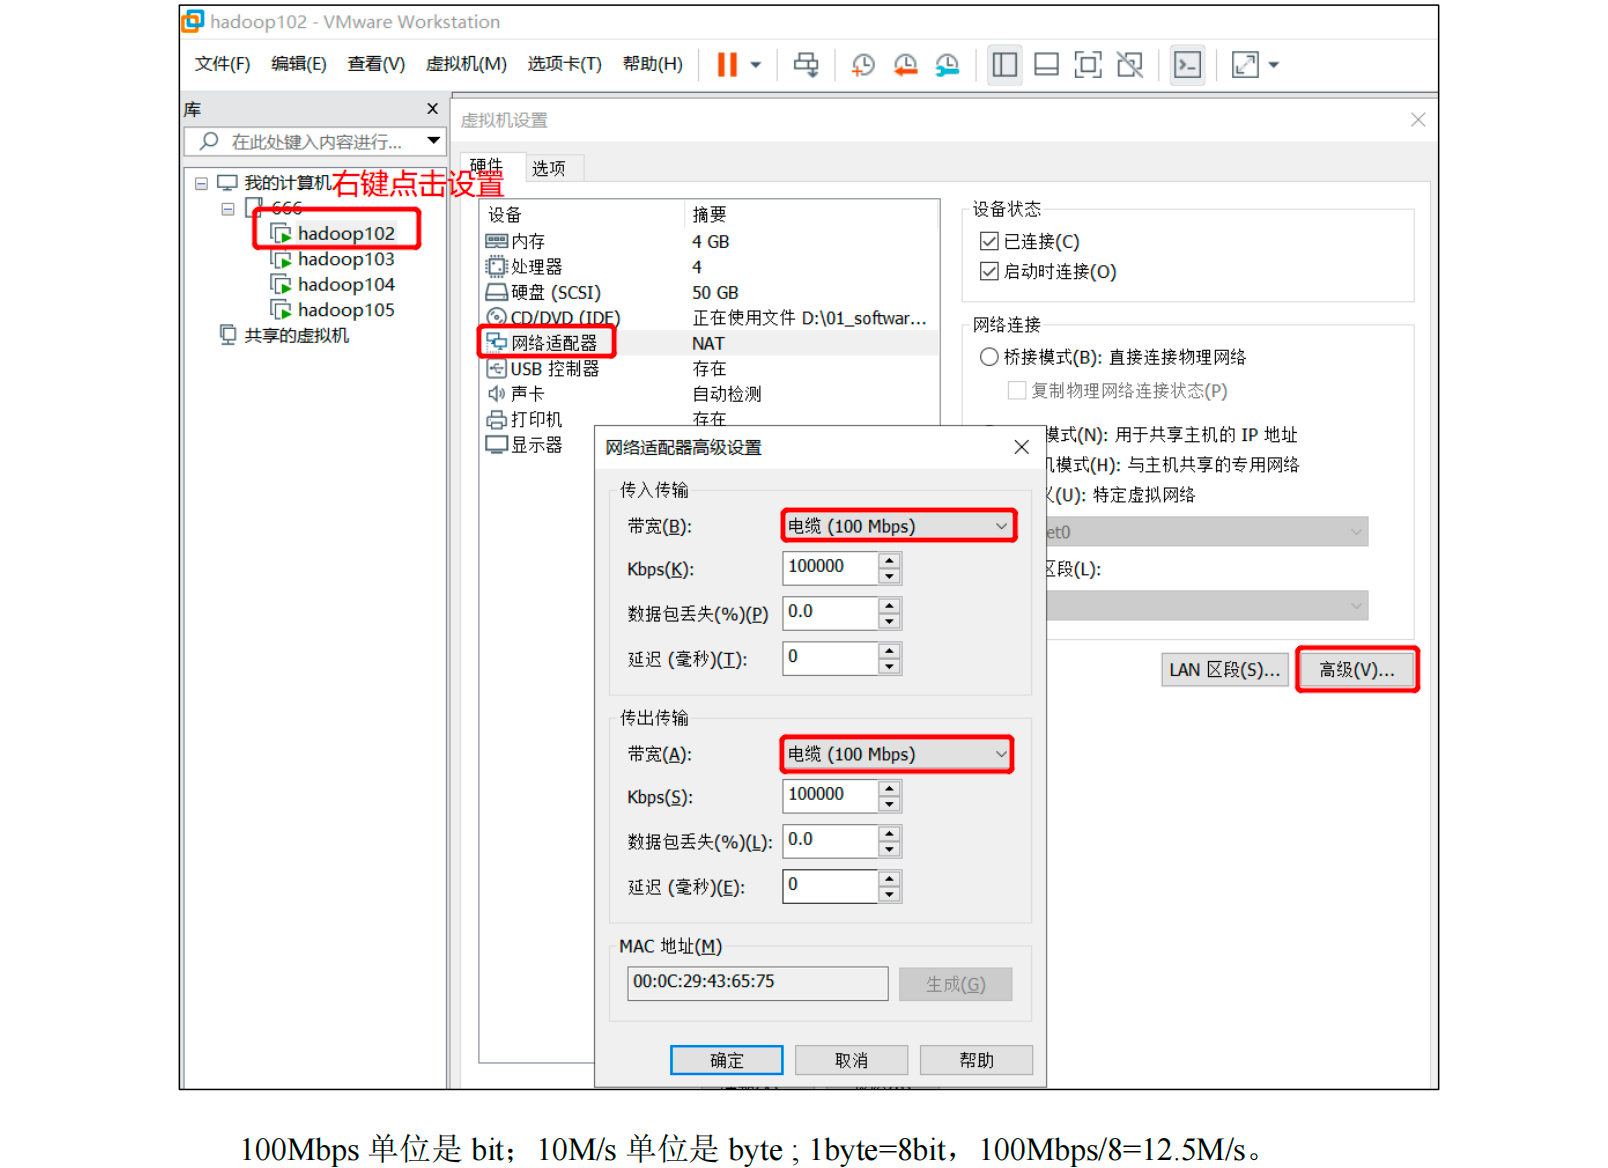 hadoop102 - VMware Workstation
文件(F) 编辑(E) 查看(V) 虚拟机(M) 选项卡(T) 帮助(H)
库
在此处键入内容进行...
我的计算机
右键点击设置
666
hadoop102
hadoop103
hadoop104
hadoop105
共享的虚拟机
虚拟机设置
硬件 选项
设备 摘要
内存 4 GB
处理器 4
硬盘 (SCSI) 50 GB
CD/DVD (IDE) 正在使用文件 D:\01_softwar...
网络适配器 NAT
USB 控制器 存在
声卡 自动检测
打印机 存在
显示器
设备状态
已连接(C)
启动时连接(O)
网络连接
桥接模式(B): 直接连接物理网络
复制物理网络连接状态(P)
模式(N): 用于共享主机的 IP 地址
机模式(H): 与主机共享的专用网络
义(U): 特定虚拟网络
et0
区段(L):
LAN 区段(S)... 高级(V)...
网络适配器高级设置
传入传输
带宽(B): 电缆 (100 Mbps)
Kbps(K): 100000
数据包丢失(%)(P) 0.0
延迟 (毫秒)(T): 0
传出传输
带宽(A): 电缆 (100 Mbps)
Kbps(S): 100000
数据包丢失(%)(L): 0.0
延迟 (毫秒)(E): 0
MAC 地址(M)
00:0C:29:43:65:75 生成(G)
确定 取消 帮助
100Mbps 单位是 bit；10M/s 单位是 byte ; 1byte=8bit，100Mbps/8=12.5M/s。